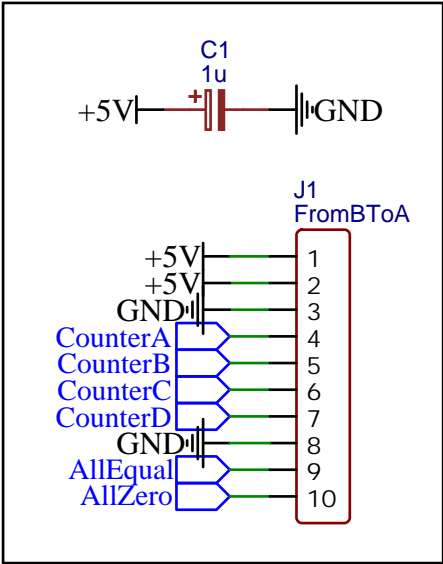 C1
1u
+5V GND
J1
FromBToA
+5V 1
+5V 2
GND 3
CounterA 4
CounterB 5
CounterC 6
CounterD 7
GND 8
AllEqual 9
AllZero 10